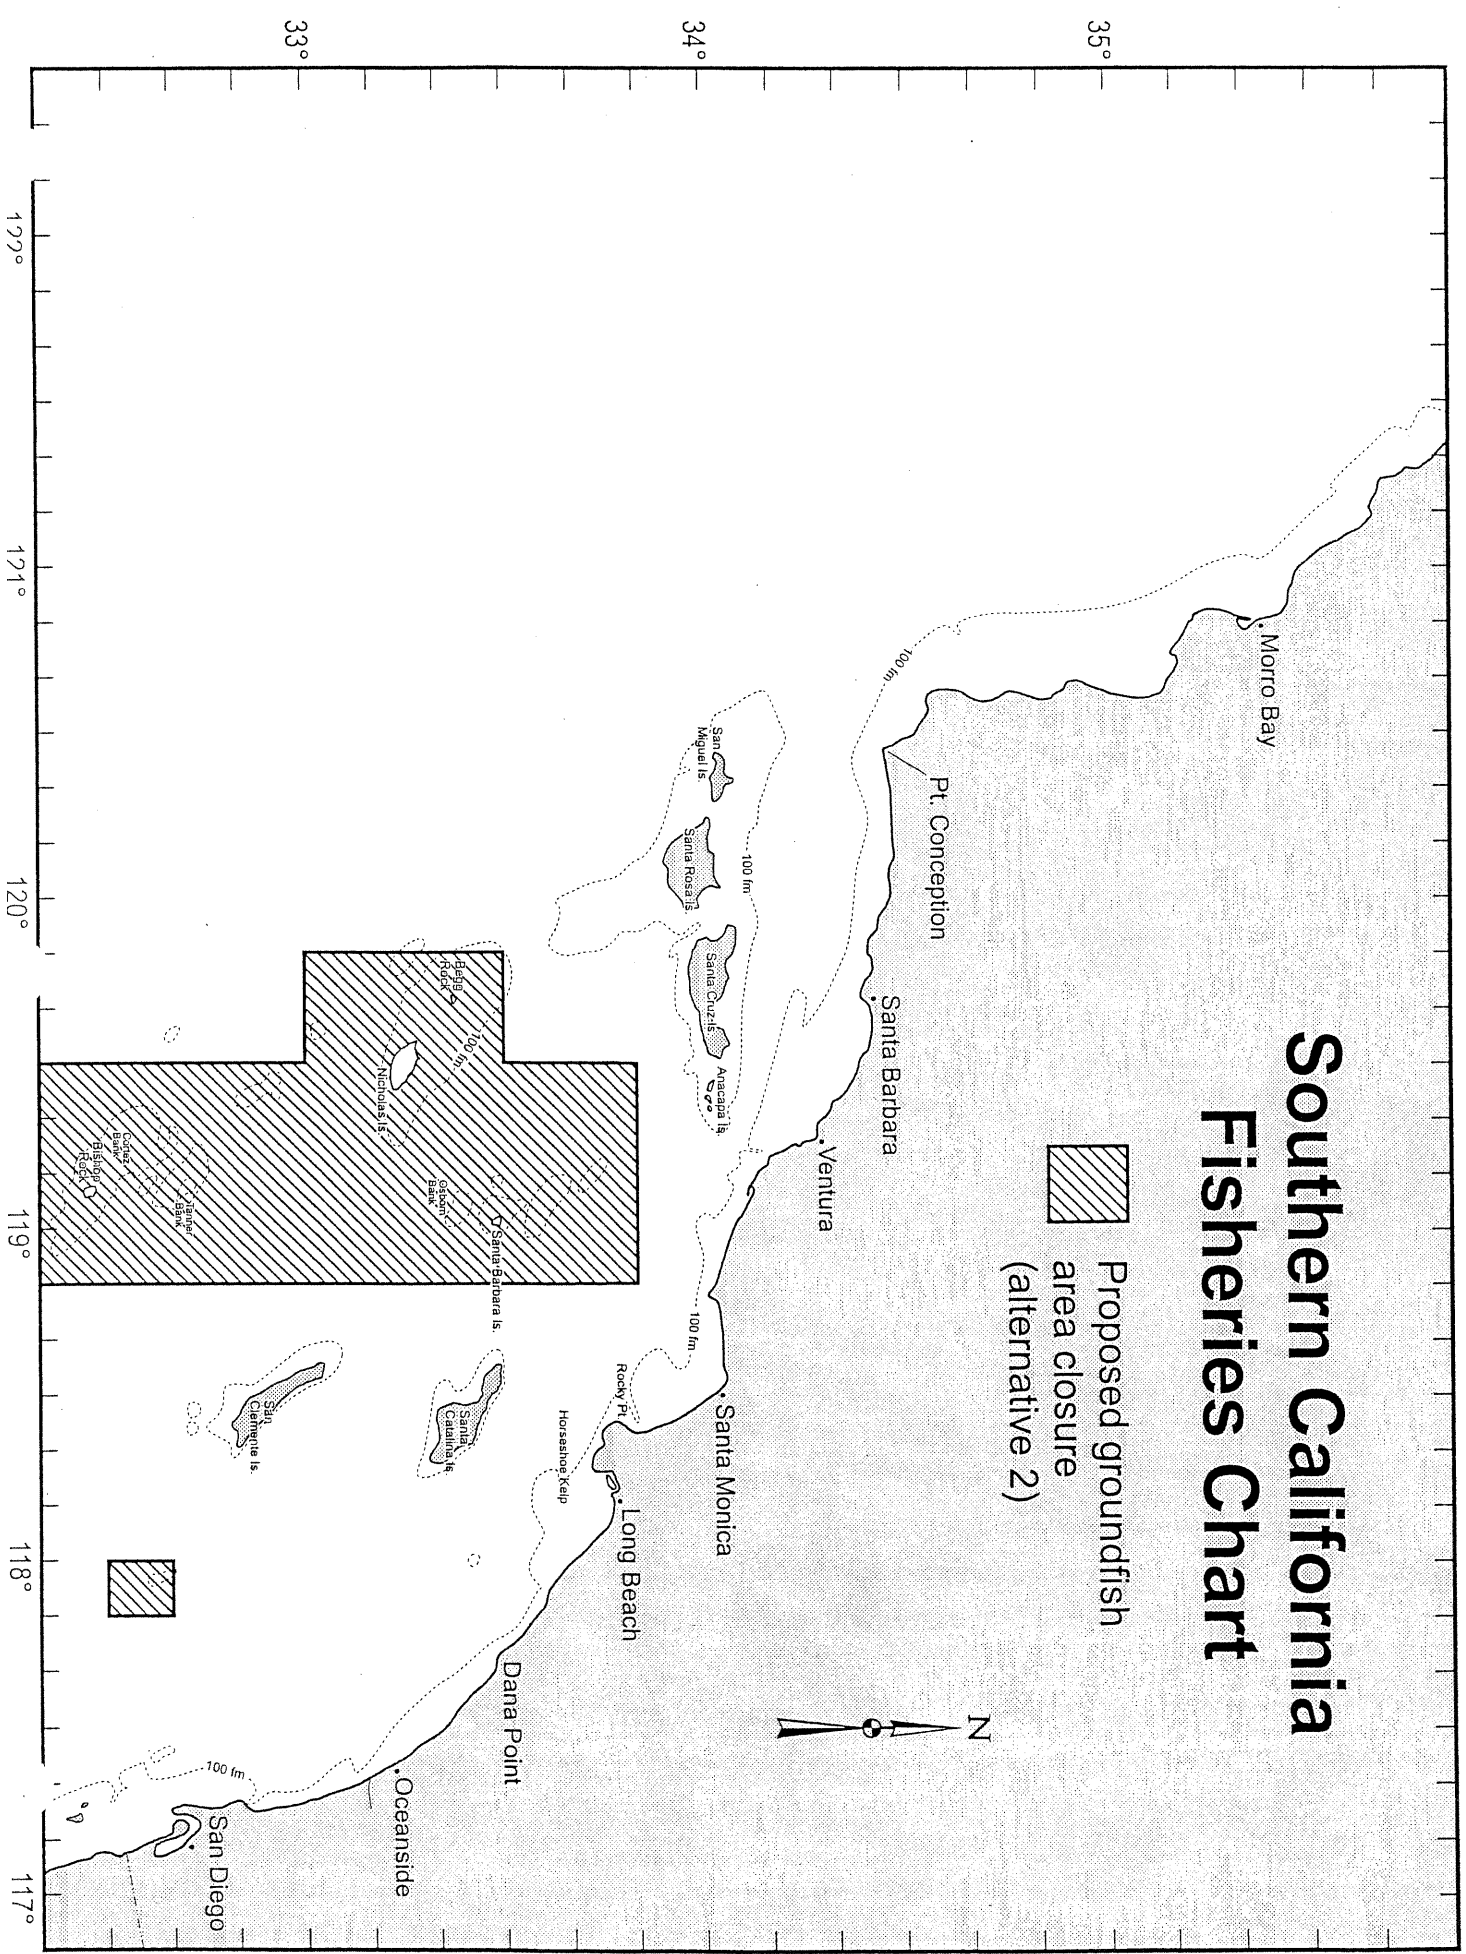 Southern California
Fisheries Chart
Proposed groundfish
area closure
(alternative 2)
N
35°
34°
33°
122°
121°
120°
119°
118°
117°
Morro Bay
100 fm
Pt. Conception
Santa Barbara
Ventura
Santa Monica
Long Beach
Dana Point
Oceanside
San Diego
San
Miguel Is.
Santa Rosa Is
100 fm
Santa Cruz Is
Anacapa Is.
100 fm
Rocky Pt.
Horseshoe Kelp
Begg
Rock
100 fm
Nicholas Is.
Santa Barbara Is.
Osborn
Bank
Tanner
Bank
Cortez
Bank
Bishop
Rock
Santa
Catalina Is
San
Clemente Is.
100 fm